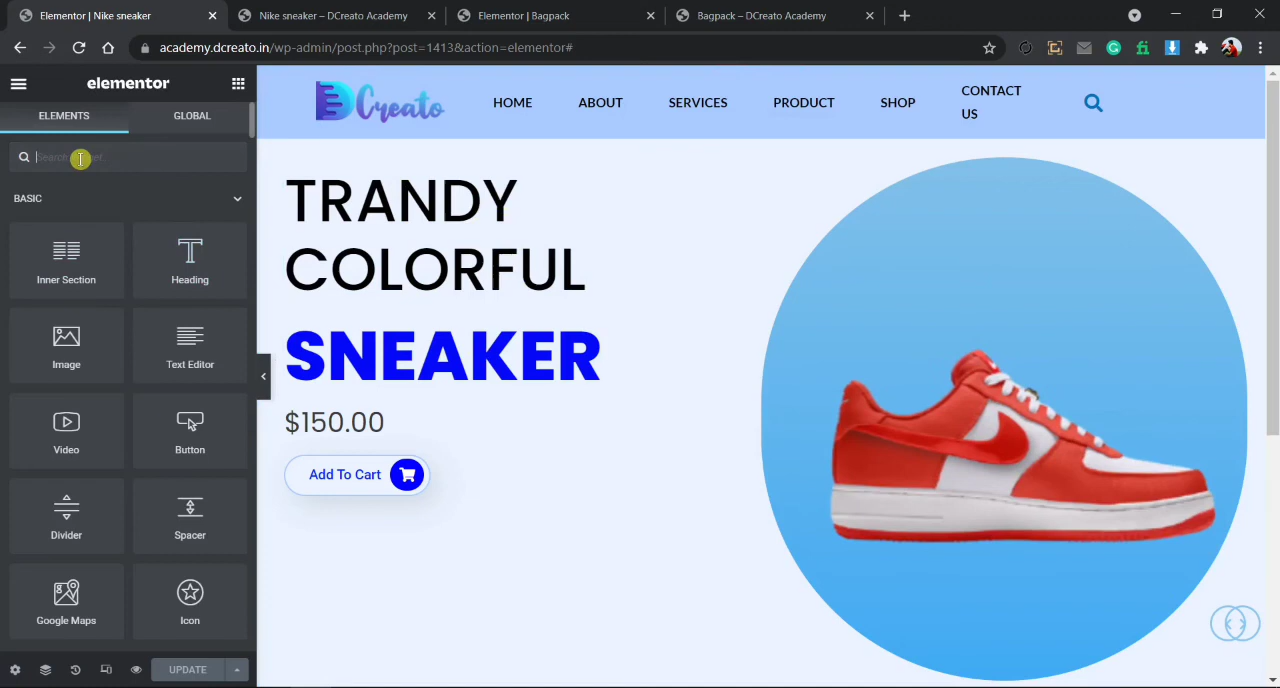 Elementor | Nike sneaker
Nike sneaker – DCreato Academy
Elementor | Bagpack
Bagpack – DCreato Academy
academy.dcreato.in/wp-admin/post.php?post=1413&action=elementor#
elementor
ELEMENTS
GLOBAL
BASIC
Inner Section
Heading
Image
Text Editor
Video
Button
Divider
Spacer
Google Maps
Icon
UPDATE
DCreato
HOME
ABOUT
SERVICES
PRODUCT
SHOP
CONTACT
US
TRANDY
COLORFUL
SNEAKER
$150.00
Add To Cart